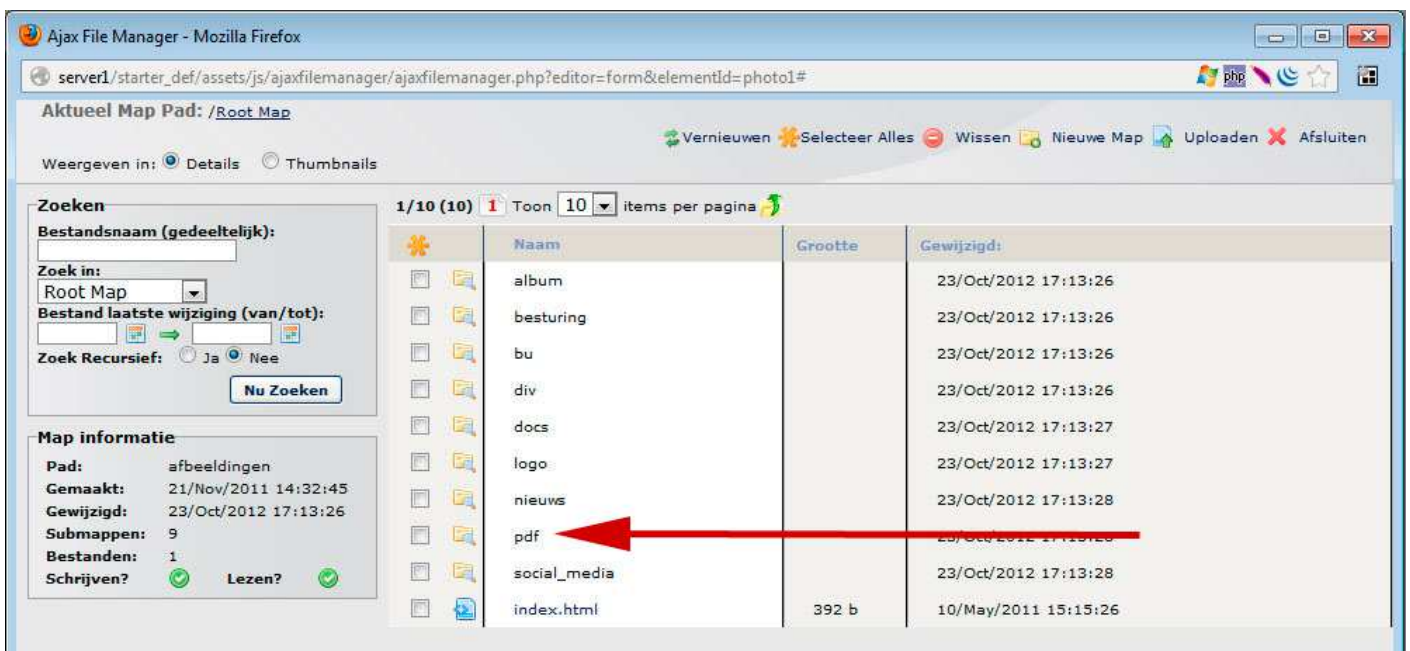 Ajax File Manager - Mozilla Firefox
server1/starter_def/assets/js/ajaxfilemanager/ajaxfilemanager.php?editor=form&elementId=photo1#
php
Aktueel Map Pad: /Root Map
Vernieuwen Selecteer Alles Wissen Nieuwe Map Uploaden Afsluiten
Weergeven in: Details Thumbnails
Zoeken
Bestandsnaam (gedeeltelijk):
Zoek in:
Root Map
Bestand laatste wijziging (van/tot):
Zoek Recursief: Ja Nee
Nu Zoeken
Map informatie
Pad: afbeeldingen
Gemaakt: 21/Nov/2011 14:32:45
Gewijzigd: 23/Oct/2012 17:13:26
Submappen: 9
Bestanden: 1
Schrijven? Lezen?
1/10 (10) 1 Toon 10 items per pagina
Naam Grootte Gewijzigd:
album 23/Oct/2012 17:13:26
besturing 23/Oct/2012 17:13:26
bu 23/Oct/2012 17:13:26
div 23/Oct/2012 17:13:26
docs 23/Oct/2012 17:13:27
logo 23/Oct/2012 17:13:27
nieuws 23/Oct/2012 17:13:28
pdf
social_media 23/Oct/2012 17:13:28
index.html 392 b 10/May/2011 15:15:26